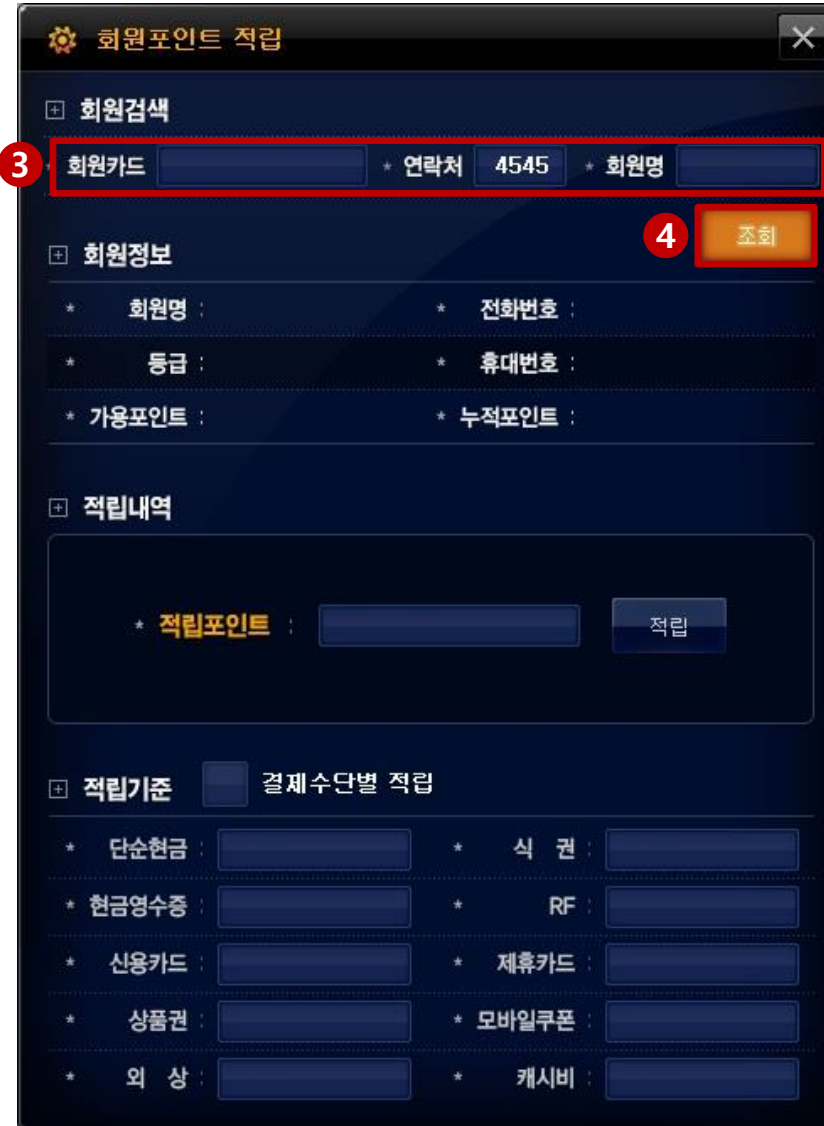 회원포인트 적립
회원검색
3 * 회원카드 * 연락처 4545 * 회원명
4 조회
회원정보
* 회원명 : * 전화번호 :
* 등급 : * 휴대번호 :
* 가용포인트 : * 누적포인트 :
적립내역
* 적립포인트 : 적립
적립기준 결제수단별 적립
* 단순현금 : * 식 권 :
* 현금영수증 : * RF :
* 신용카드 : * 제휴카드 :
* 상품권 : * 모바일쿠폰 :
* 외 상 : * 캐시비 :